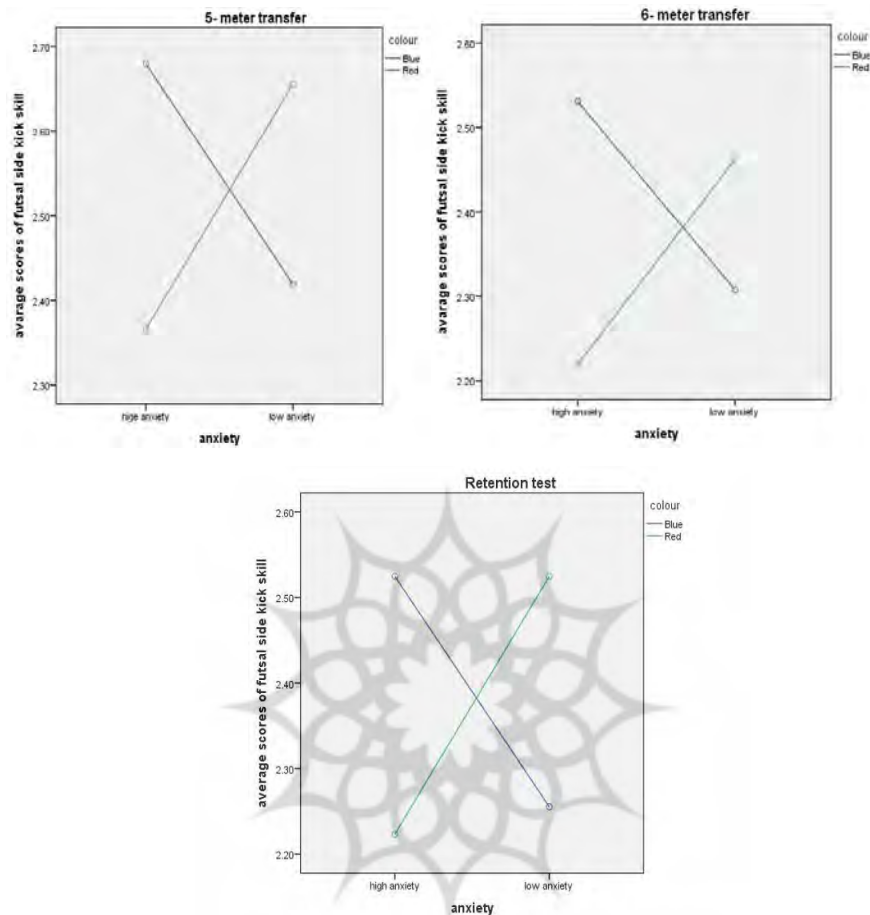 5- meter transfer
colour
Blue
Red
2.70
2.60
2.50
2.40
2.30
avarage scores of futsal side kick skill
hige anxiety
low anxiety
anxiety
6- meter transfer
colour
Blue
Red
2.60
2.50
2.40
2.30
2.20
avarage scores of futsal side kick skill
high anxiety
low anxiety
anxiety
Retention test
colour
Blue
Red
2.60
2.50
2.40
2.30
2.20
average scores of futsal side kick skill
high anxiety
low anxiety
anxiety